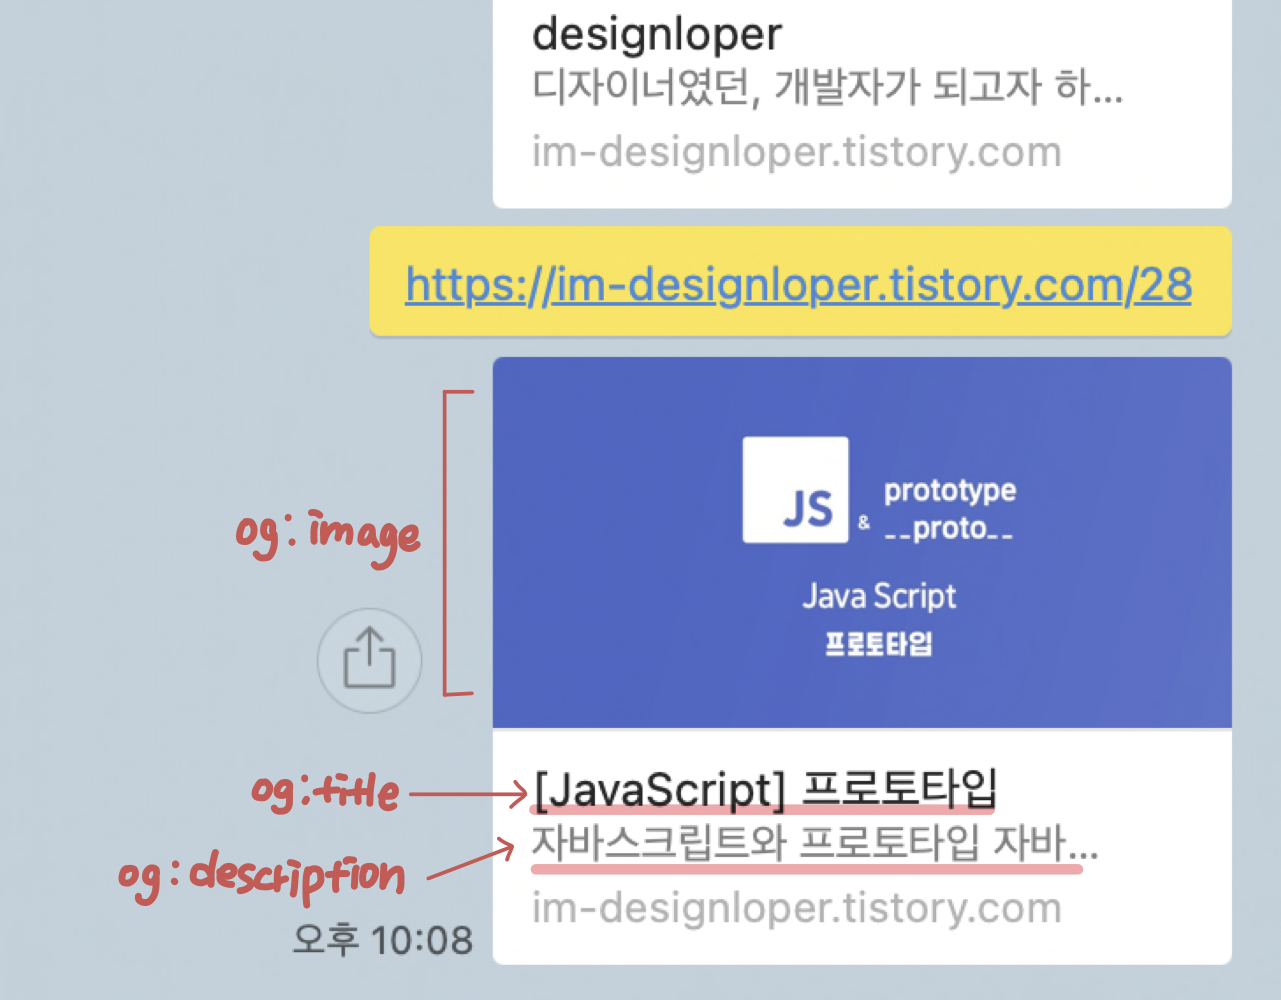 designloper
디자이너였던, 개발자가 되고자 하...
im-designloper.tistory.com
https://im-designloper.tistory.com/28
og:image
JS & prototype
__proto__
Java Script
프로토타입
og:title
[JavaScript] 프로토타입
og:description
자바스크립트와 프로토타입 자바...
im-designloper.tistory.com
오후 10:08